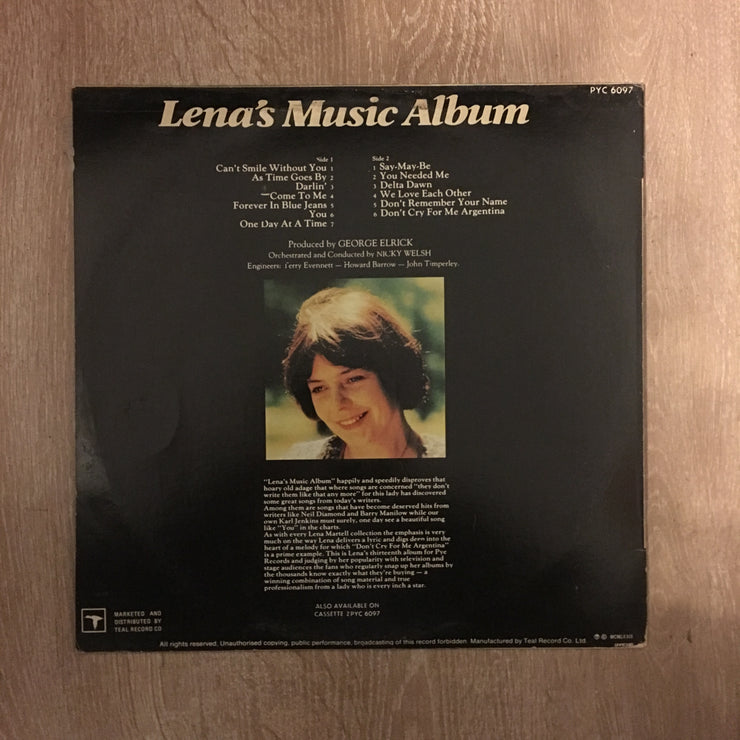 PYC 6097
Lena's Music Album
Side 1
Can't Smile Without You 1
As Time Goes By 2
Darlin' 3
Come To Me 4
Forever In Blue Jeans 5
You 6
One Day At A Time 7
Side 2
1 Say-May-Be
2 You Needed Me
3 Delta Dawn
4 We Love Each Other
5 Don't Remember Your Name
6 Don't Cry For Me Argentina
Produced by GEORGE ELRICK
Orchestrated and Conducted by NICKY WELSH
Engineers: Terry Evennett — Howard Barrow — John Timperley.
"Lena's Music Album" happily and speedily disproves that
hoary old adage that where songs are concerned "they don't
write them like that any more" for this lady has discovered
some great songs from today's writers.
Among them are songs that have become deserved hits from
writers like Neil Diamond and Barry Manilow while our
own Karl Jenkins must surely, one day see a beautiful song
like "You" in the charts.
As with every Lena Martell collection the emphasis is very
much on the way Lena delivers a lyric and digs deep into the
heart of a melody for which "Don't Cry For Me Argentina"
is a prime example. This is Lena's thirteenth album for Pye
Records and judging by her popularity with television and
stage audiences the fans who regularly snap up her albums by
the thousands know exactly what they're buying — a
winning combination of song material and true
professionalism from a lady who is every inch a star.
ALSO AVAILABLE ON
CASSETTE ZPYC 6097
MARKETED AND
DISTRIBUTED BY
TEAL RECORD CO
All rights reserved. Unauthorised copying, public performance, broadcasting of this record forbidden. Manufactured by Teal Record Co. Ltd.